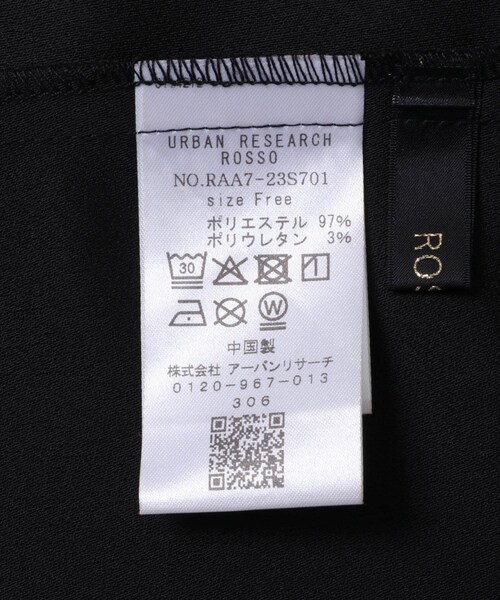 URBAN RESEARCH
ROSSO
NO.RAA7-23S701
size Free
ポリエステル 97%
ポリウレタン 3%
30
W
中国製
株式会社 アーバンリサーチ
0120-967-013
306
ROS